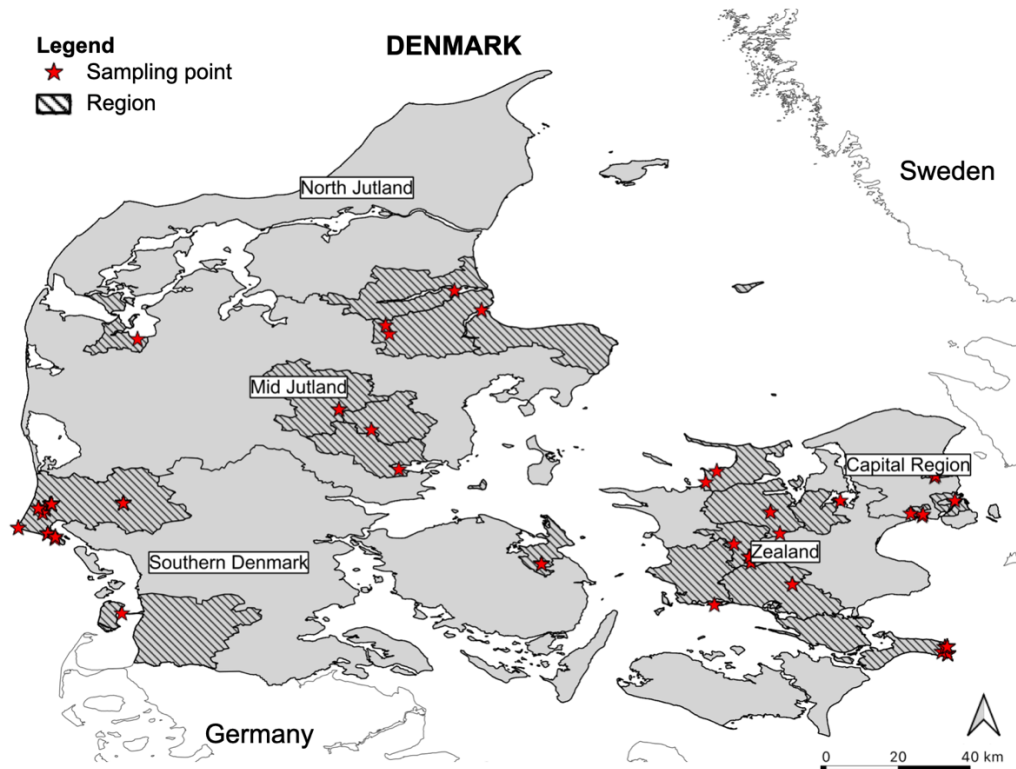 DENMARK
Legend
Sampling point
Region
Sweden
North Jutland
Mid Jutland
Capital Region
Zealand
Southern Denmark
Germany
0 20 40 km